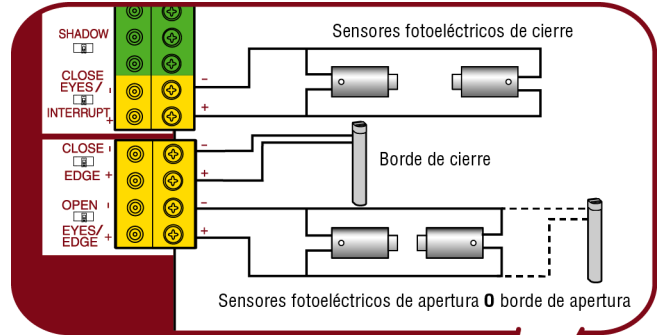 SHADOW
Sensores fotoeléctricos de cierre
CLOSE
EYES/ -
INTERRUPT +
-
+
CLOSE -
EDGE +
-
+
Borde de cierre
OPEN -
EYES/
EDGE +
-
+
Sensores fotoeléctricos de apertura O borde de apertura